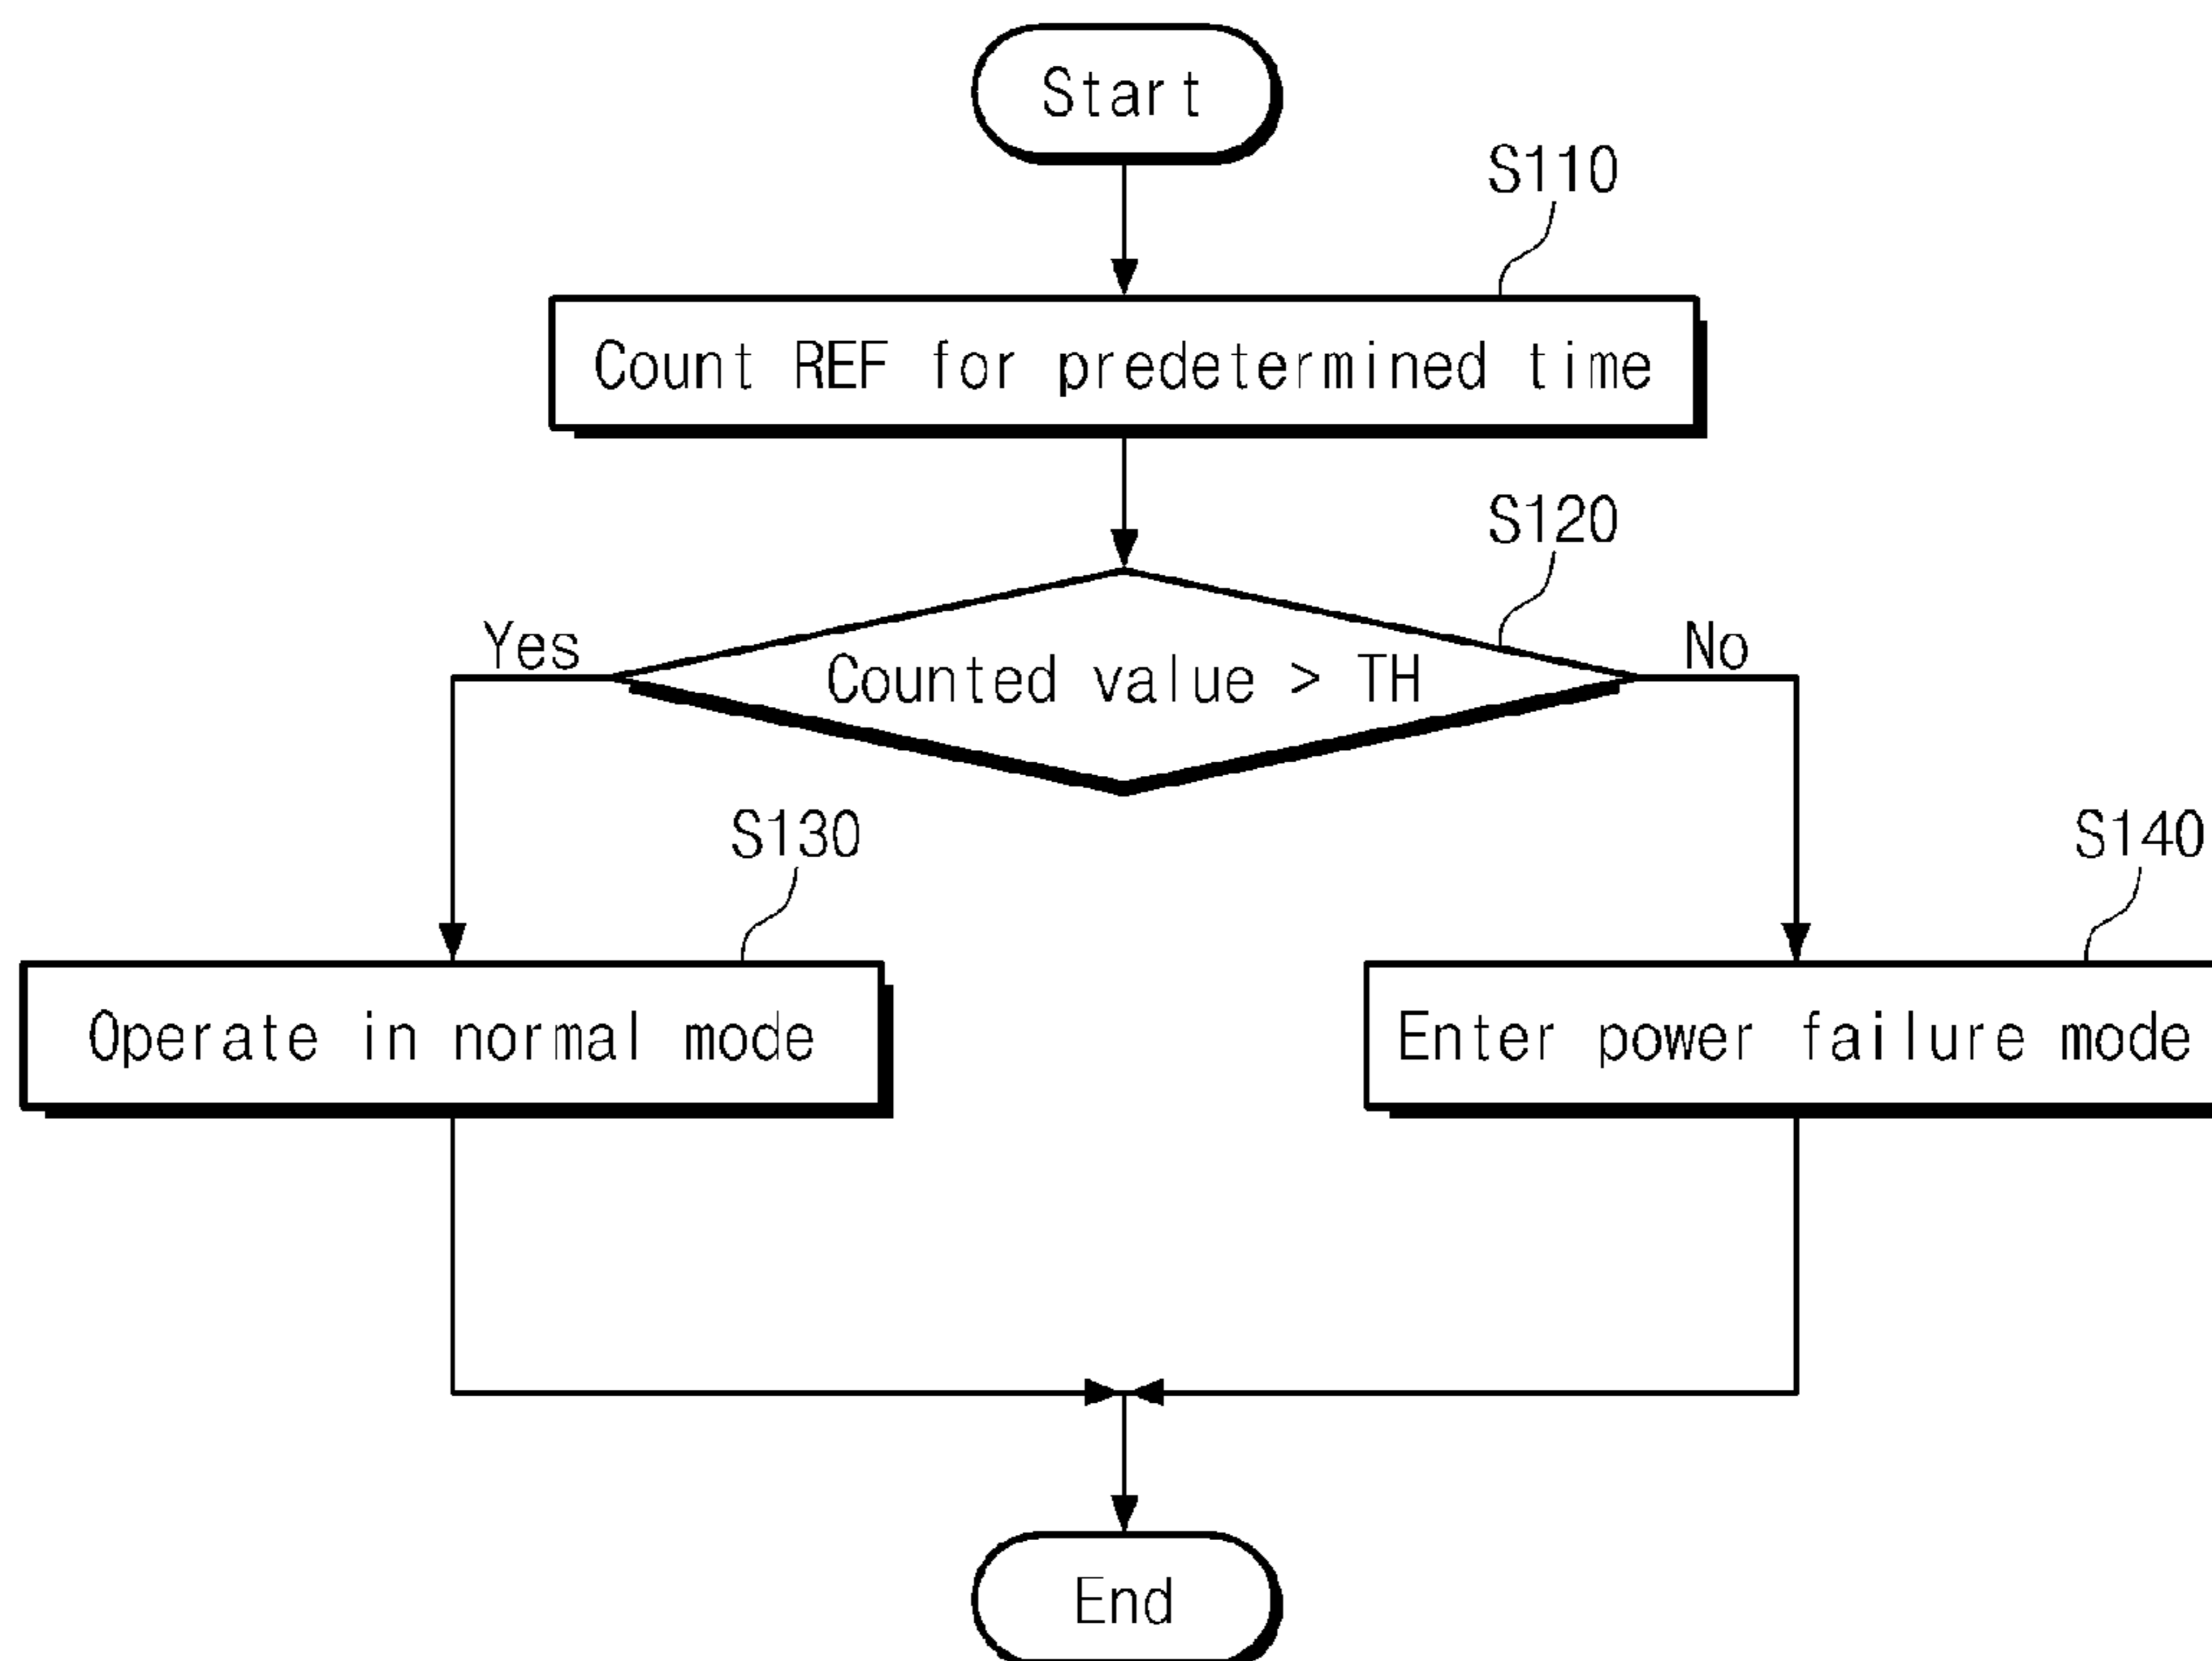 Start
S110
Count REF for predetermined time
S120
Yes
Counted value > TH
No
S130
S140
Operate in normal mode
Enter power failure mode
End